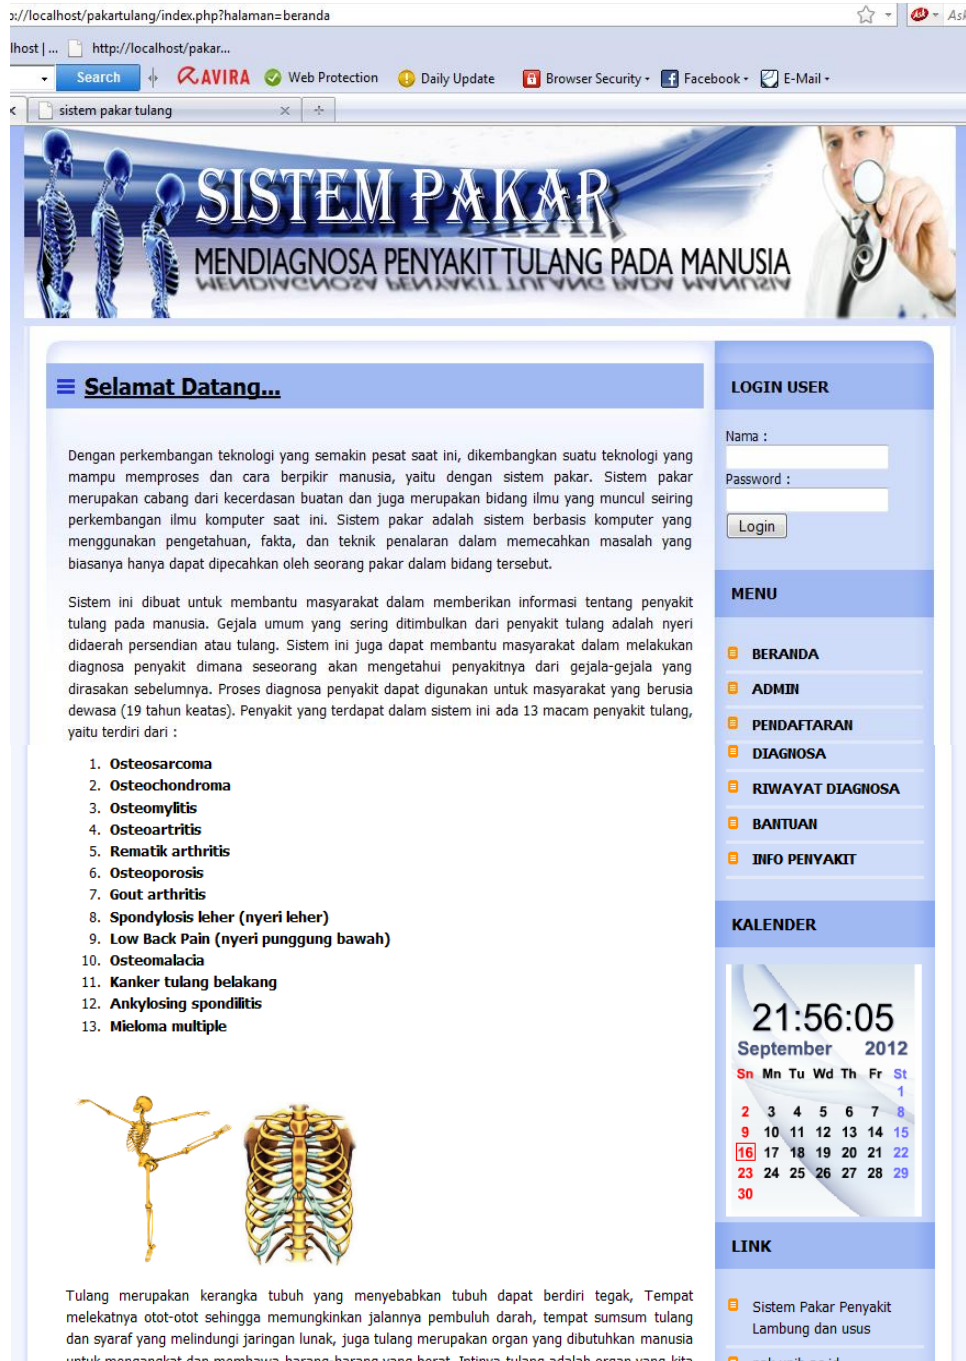 ://localhost/pakartulang/index.php?halaman=beranda
Ask
lhost | ... http://localhost/pakar...
Search AVIRA Web Protection Daily Update Browser Security Facebook E-Mail
sistem pakar tulang
SISTEM PAKAR
MENDIAGNOSA PENYAKIT TULANG PADA MANUSIA
Selamat Datang...
Dengan perkembangan teknologi yang semakin pesat saat ini, dikembangkan suatu teknologi yang
mampu memproses dan cara berpikir manusia, yaitu dengan sistem pakar. Sistem pakar
merupakan cabang dari kecerdasan buatan dan juga merupakan bidang ilmu yang muncul seiring
perkembangan ilmu komputer saat ini. Sistem pakar adalah sistem berbasis komputer yang
menggunakan pengetahuan, fakta, dan teknik penalaran dalam memecahkan masalah yang
biasanya hanya dapat dipecahkan oleh seorang pakar dalam bidang tersebut.
Sistem ini dibuat untuk membantu masyarakat dalam memberikan informasi tentang penyakit
tulang pada manusia. Gejala umum yang sering ditimbulkan dari penyakit tulang adalah nyeri
didaerah persendian atau tulang. Sistem ini juga dapat membantu masyarakat dalam melakukan
diagnosa penyakit dimana seseorang akan mengetahui penyakitnya dari gejala-gejala yang
dirasakan sebelumnya. Proses diagnosa penyakit dapat digunakan untuk masyarakat yang berusia
dewasa (19 tahun keatas). Penyakit yang terdapat dalam sistem ini ada 13 macam penyakit tulang,
yaitu terdiri dari :
1. Osteosarcoma
2. Osteochondroma
3. Osteomylitis
4. Osteoartritis
5. Rematik arthritis
6. Osteoporosis
7. Gout arthritis
8. Spondylosis leher (nyeri leher)
9. Low Back Pain (nyeri punggung bawah)
10. Osteomalacia
11. Kanker tulang belakang
12. Ankylosing spondilitis
13. Mieloma multiple
Tulang merupakan kerangka tubuh yang menyebabkan tubuh dapat berdiri tegak, Tempat
melekatnya otot-otot sehingga memungkinkan jalannya pembuluh darah, tempat sumsum tulang
dan syaraf yang melindungi jaringan lunak, juga tulang merupakan organ yang dibutuhkan manusia
untuk mengangkat dan membawa barang-barang yang berat. Intinya tulang adalah organ yang kita
LOGIN USER
Nama :
Password :
Login
MENU
BERANDA
ADMIN
PENDAFTARAN
DIAGNOSA
RIWAYAT DIAGNOSA
BANTUAN
INFO PENYAKIT
KALENDER
21:56:05
September 2012
Sn Mn Tu Wd Th Fr St
1
2 3 4 5 6 7 8
9 10 11 12 13 14 15
16 17 18 19 20 21 22
23 24 25 26 27 28 29
30
LINK
Sistem Pakar Penyakit
Lambung dan usus